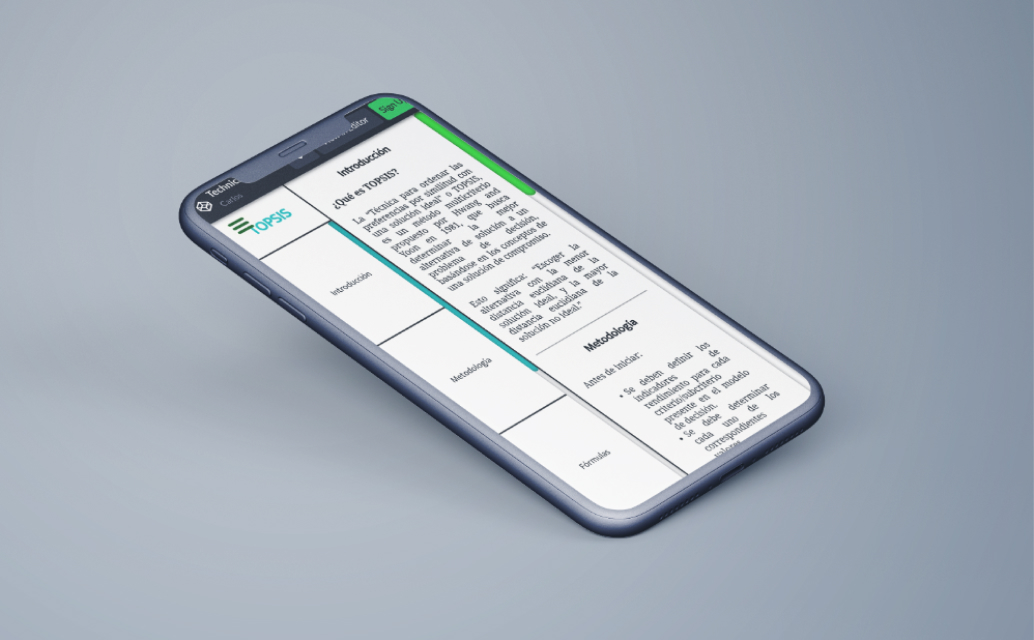 Technic
Carlos
Sign U
TOPSIS
Introducción
Metodología
Fórmulas
Introducción
¿Qué es TOPSIS?
La "Técnica para ordenar las
preferencias por similitud con
una solución ideal" o TOPSIS,
es un método multicriterio
propuesto por Hwang and
Yoon en 1981, que busca
determinar la mejor
alternativa de solución a un
problema de decisión,
basándose en los conceptos de
una solución de compromiso.
Esto significa: "Escoger la
alternativa con la menor
distancia euclidiana de la
solución ideal, y la mayor
distancia euclidiana de la
solución no ideal."
Metodología
Antes de iniciar:
• Se deben definir los
indicadores de
rendimiento para cada
criterio/subcriterio
presente en el modelo
de decisión.
• Se debe determinar
cada uno de los
correspondientes